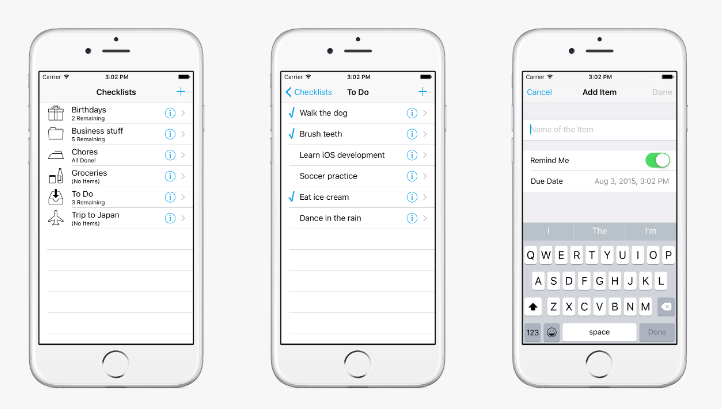 Carrier 3:02 PM
Checklists +
Birthdays
2 Remaining
Business stuff
5 Remaining
Chores
All Done!
Groceries
(No Items)
To Do
3 Remaining
Trip to Japan
(No Items)
Carrier 3:02 PM
Checklists To Do +
Walk the dog
Brush teeth
Learn iOS development
Soccer practice
Eat ice cream
Dance in the rain
Carrier 3:02 PM
Cancel Add Item Done
Name of the Item
Remind Me
Due Date Aug 3, 2015, 3:02 PM
I The I'm
Q W E R T Y U I O P
A S D F G H J K L
Z X C V B N M
123 space Done